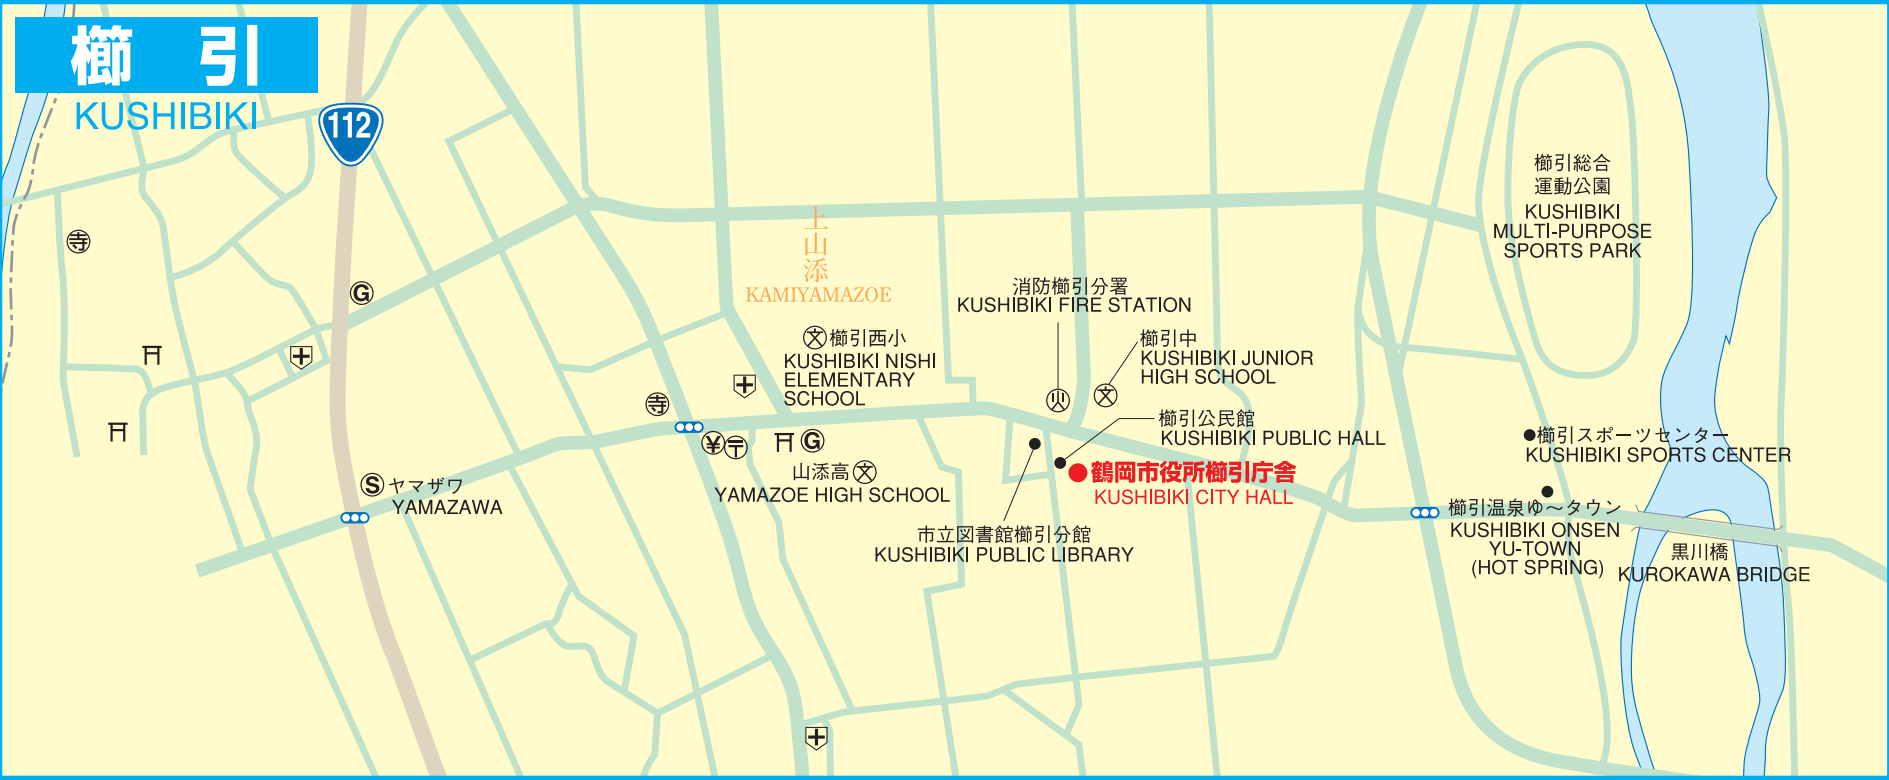 櫛 引
KUSHIBIKI
112
寺
G
上山添
KAMIYAMAZOE
櫛引総合
運動公園
KUSHIBIKI
MULTI-PURPOSE
SPORTS PARK
消防櫛引分署
KUSHIBIKI FIRE STATION
文 櫛引西小
KUSHIBIKI NISHI
ELEMENTARY
SCHOOL
櫛引中
KUSHIBIKI JUNIOR
HIGH SCHOOL
火
文
寺
櫛引公民館
KUSHIBIKI PUBLIC HALL
¥
〒
G
山添高 文
YAMAZOE HIGH SCHOOL
鶴岡市役所櫛引庁舎
KUSHIBIKI CITY HALL
櫛引スポーツセンター
KUSHIBIKI SPORTS CENTER
S ヤマザワ
YAMAZAWA
市立図書館櫛引分館
KUSHIBIKI PUBLIC LIBRARY
櫛引温泉ゆ～タウン
KUSHIBIKI ONSEN
YU-TOWN
(HOT SPRING)
黒川橋
KUROKAWA BRIDGE